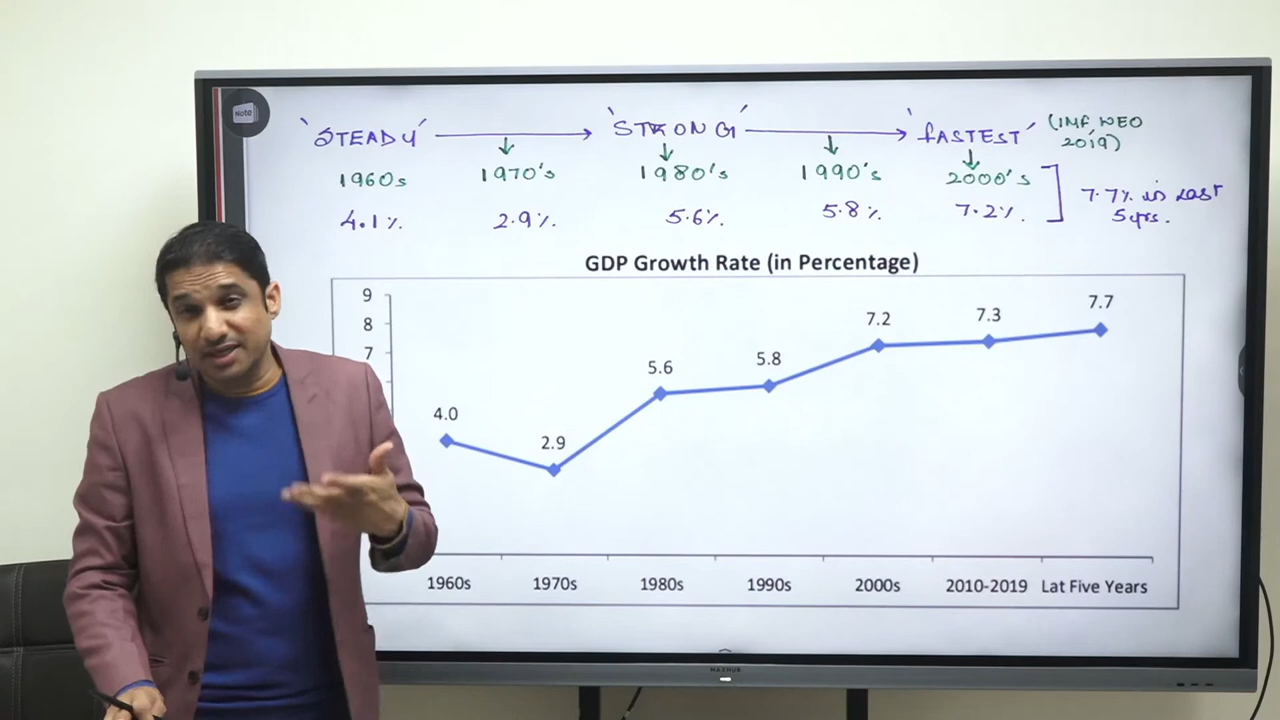 Note
'STEADY' → 'STRONG' → 'fASTEST' (IMF WEO
2019)
1960s 1970's 1980's 1990's 2000's
4.1%. 2.9%. 5.6%. 5.8%. 7.2%.
7.7% in last
5yrs.
GDP Growth Rate (in Percentage)
9
8
7
4.0 2.9 5.6 5.8 7.2 7.3 7.7
1960s 1970s 1980s 1990s 2000s 2010-2019 Lat Five Years
MAXHUB